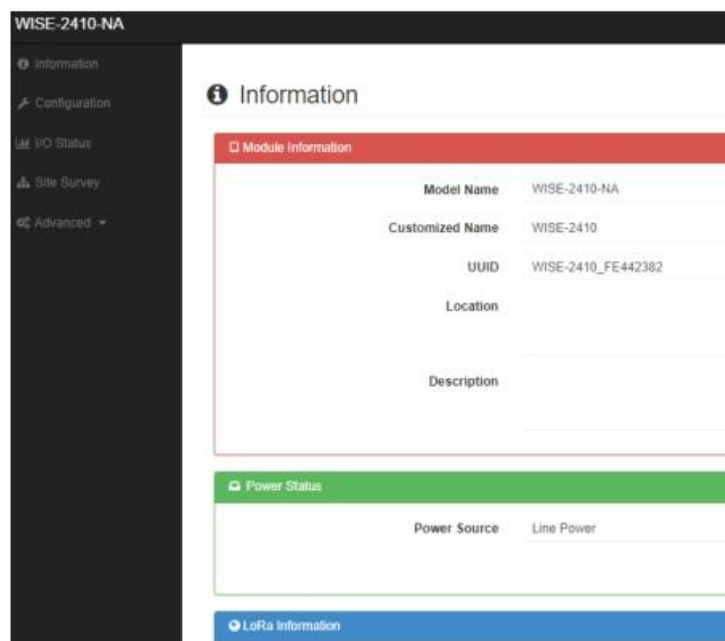 WISE-2410-NA
Information
Configuration
I/O Status
Site Survey
Advanced
Information
Module Information
Model Name WISE-2410-NA
Customized Name WISE-2410
UUID WISE-2410_FE442382
Location
Description
Power Status
Power Source Line Power
LoRa Information